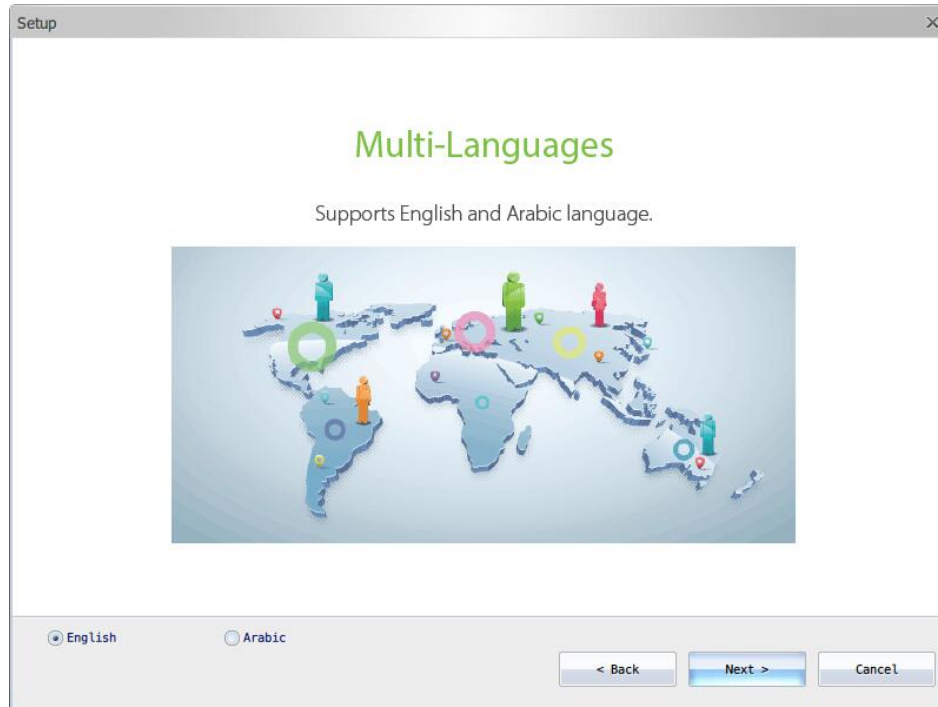 Setup
Multi-Languages
Supports English and Arabic language.
English
Arabic
< Back
Next >
Cancel